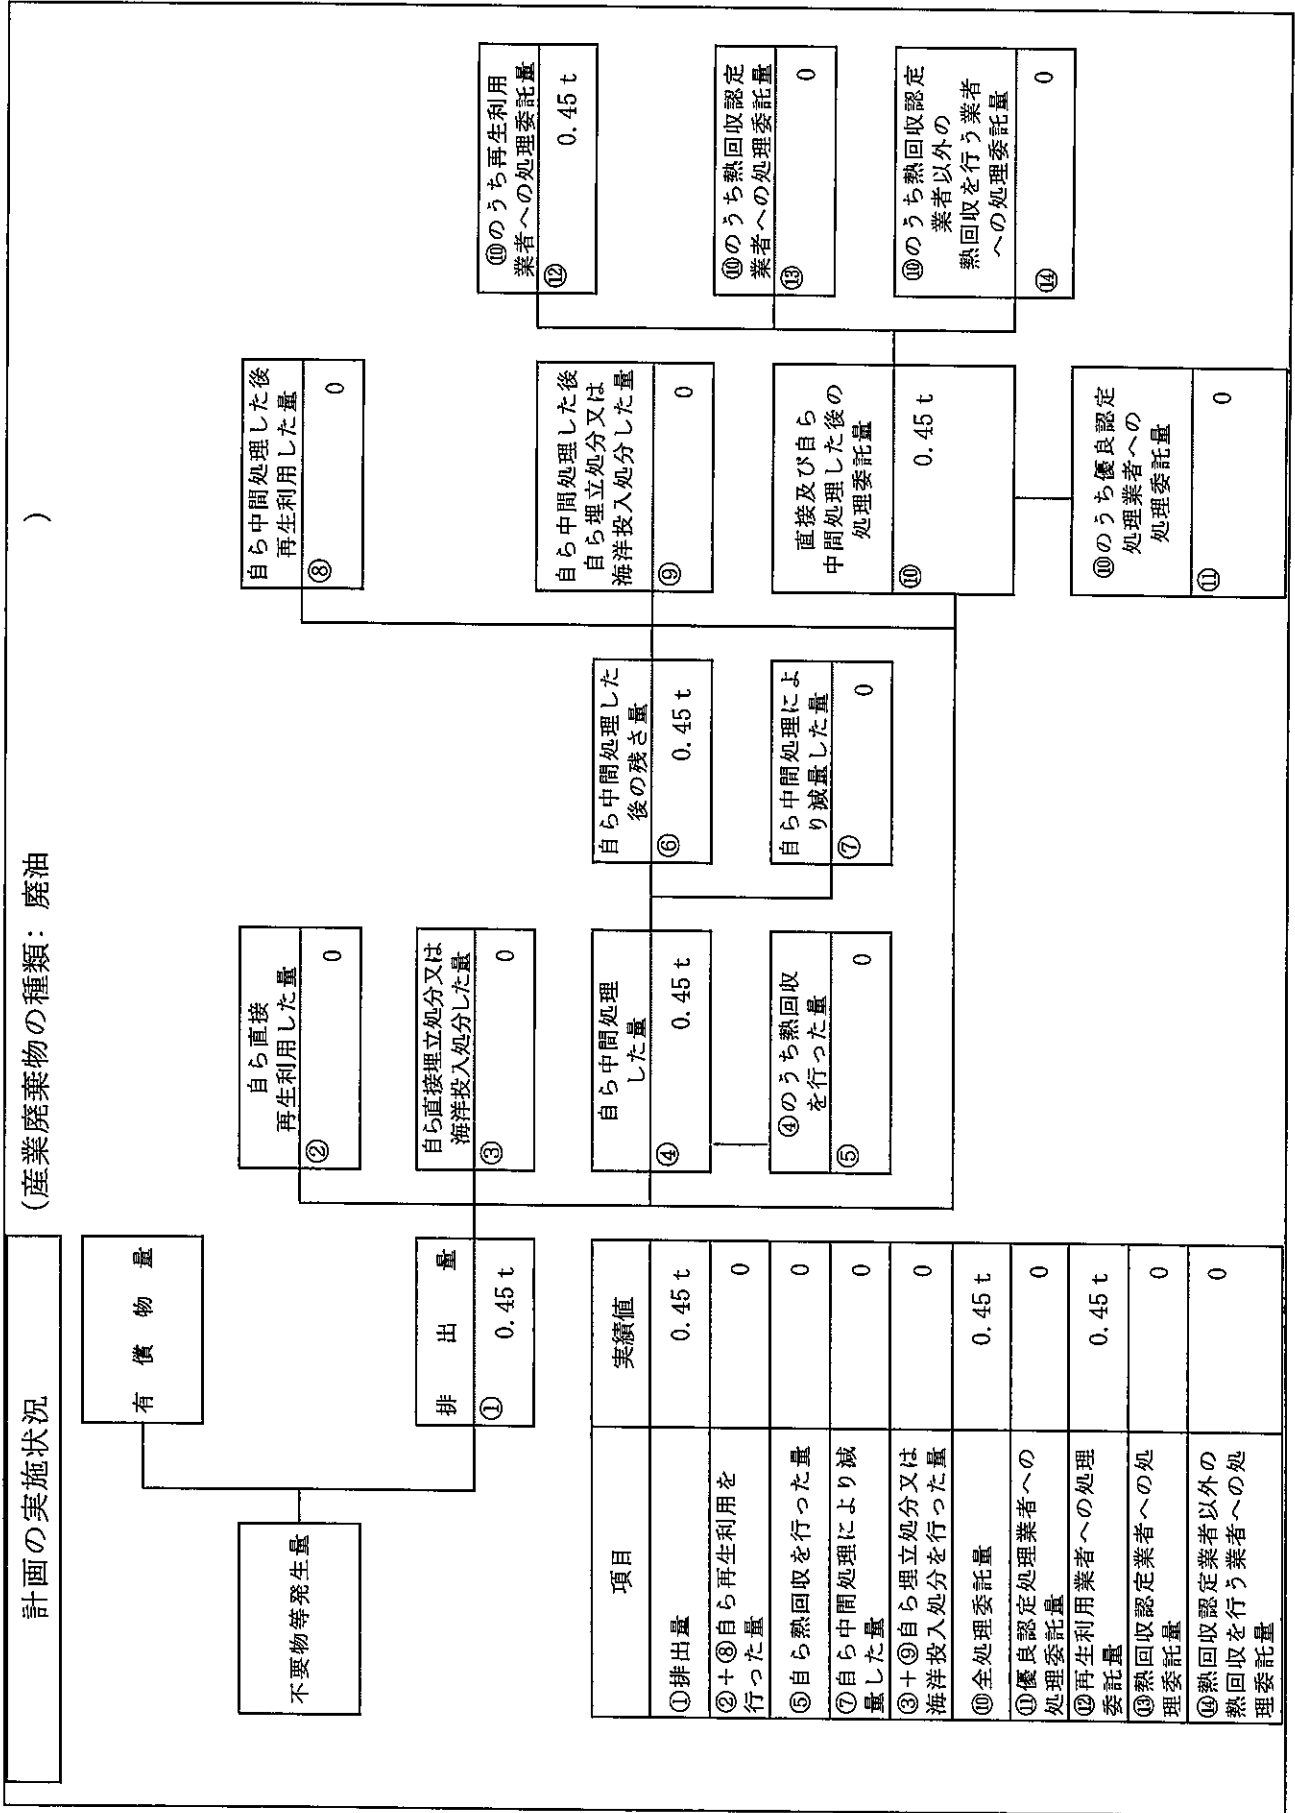 計画の実施状況
(産業廃棄物の種類：廃油 )
不要物等発生量
有償物量
排出量
① 0.45 t
自ら直接
再生利用した量
② 0
自ら直接埋立処分又は
海洋投入処分した量
③ 0
自ら中間処理
した量
④ 0.45 t
④のうち熱回収
を行った量
⑤ 0
自ら中間処理した
後の残さ量
⑥ 0.45 t
自ら中間処理によ
り減量した量
⑦ 0
自ら中間処理した後
再生利用した量
⑧ 0
自ら中間処理した後
自ら埋立処分又は
海洋投入処分した量
⑨ 0
直接及び自ら
中間処理した後の
処理委託量
⑩ 0.45 t
⑩のうち優良認定
処理業者への
処理委託量
⑪ 0
⑩のうち再生利用
業者への処理委託量
⑫ 0.45 t
⑩のうち熱回収認定
業者への処理委託量
⑬ 0
⑩のうち熱回収認定
業者以外の
熱回収を行う業者
への処理委託量
⑭ 0
項目 実績値
①排出量 0.45 t
②＋⑧自ら再生利用を
行った量 0
⑤自ら熱回収を行った量 0
⑦自ら中間処理により減
量した量 0
③＋⑨自ら埋立処分又は
海洋投入処分を行った量 0
⑩全処理委託量 0.45 t
⑪優良認定処理業者への
処理委託量 0
⑫再生利用業者への処理
委託量 0.45 t
⑬熱回収認定業者への処
理委託量 0
⑭熱回収認定業者以外の
熱回収を行う業者への処
理委託量 0